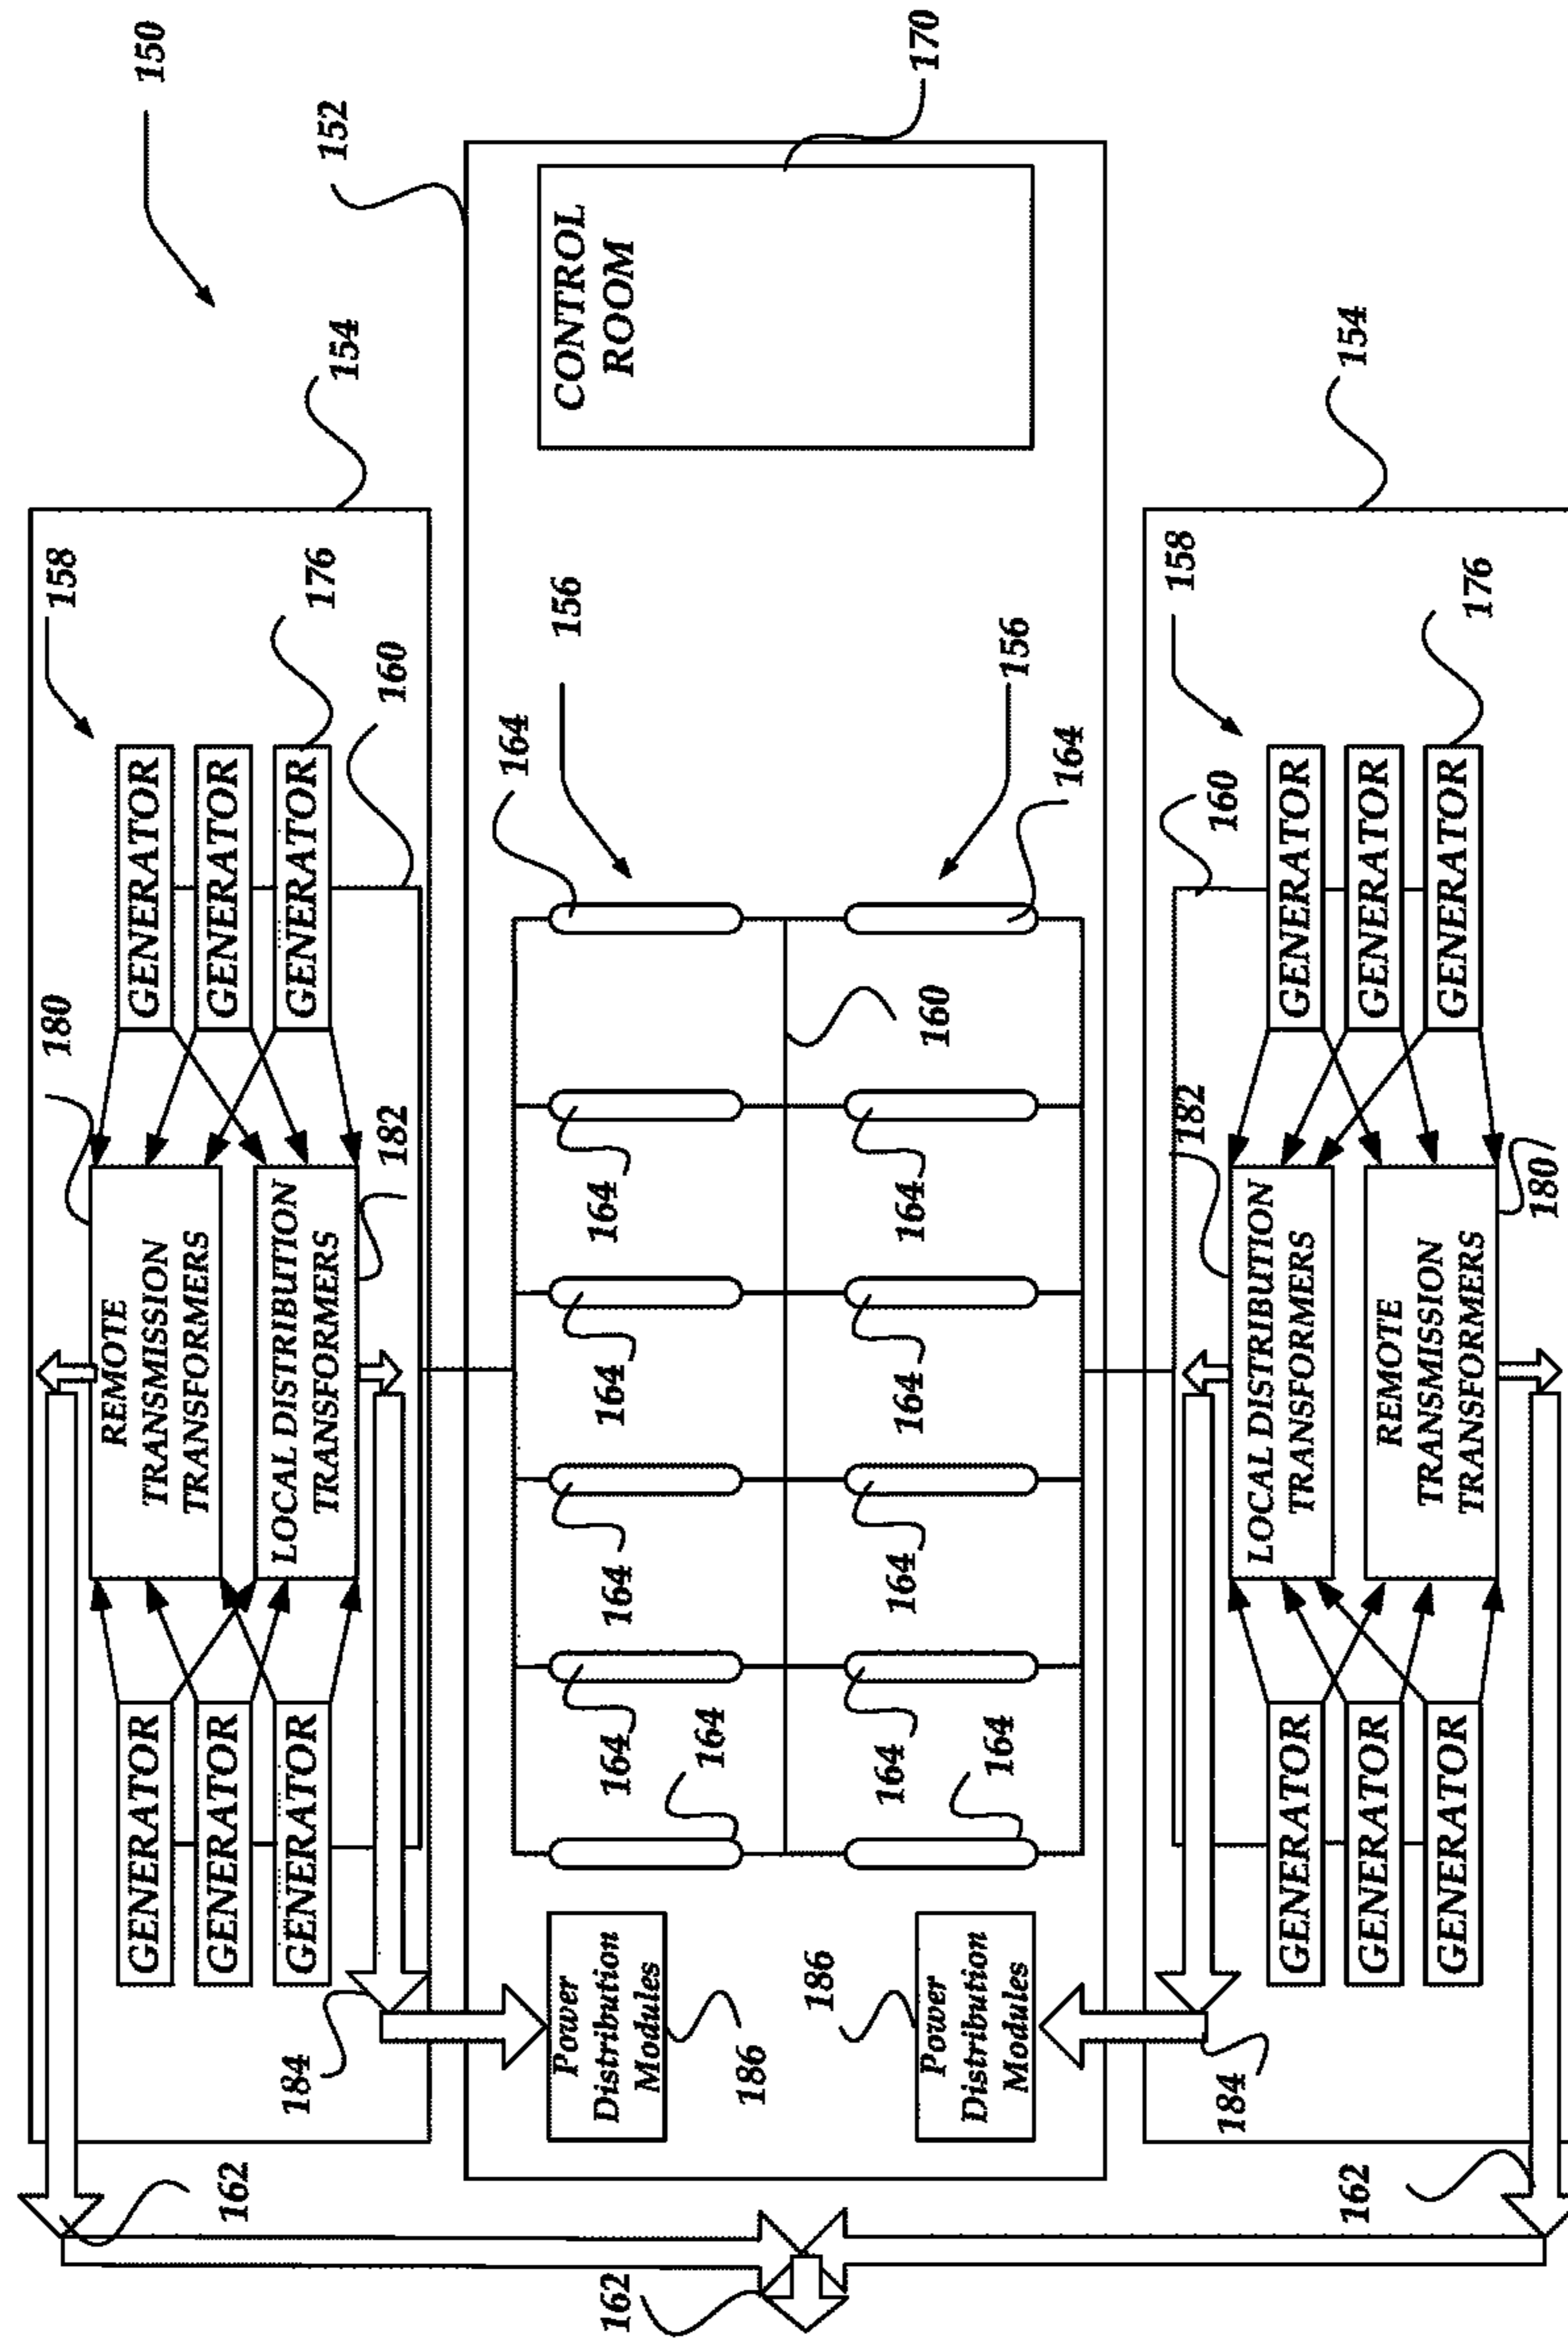 150
152
170
154
158
176
160
GENERATOR
GENERATOR
GENERATOR
180
182
REMOTE
TRANSMISSION
TRANSFORMERS
LOCAL DISTRIBUTION
TRANSFORMERS
GENERATOR
GENERATOR
GENERATOR
184
162
CONTROL
ROOM
156
156
164
164
160
164
164
164
164
164
164
164
164
164
164
Power
Distribution
Modules
186
186
Power
Distribution
Modules
162
154
158
176
160
GENERATOR
GENERATOR
GENERATOR
182
180
LOCAL DISTRIBUTION
TRANSFORMERS
REMOTE
TRANSMISSION
TRANSFORMERS
GENERATOR
GENERATOR
GENERATOR
184
162